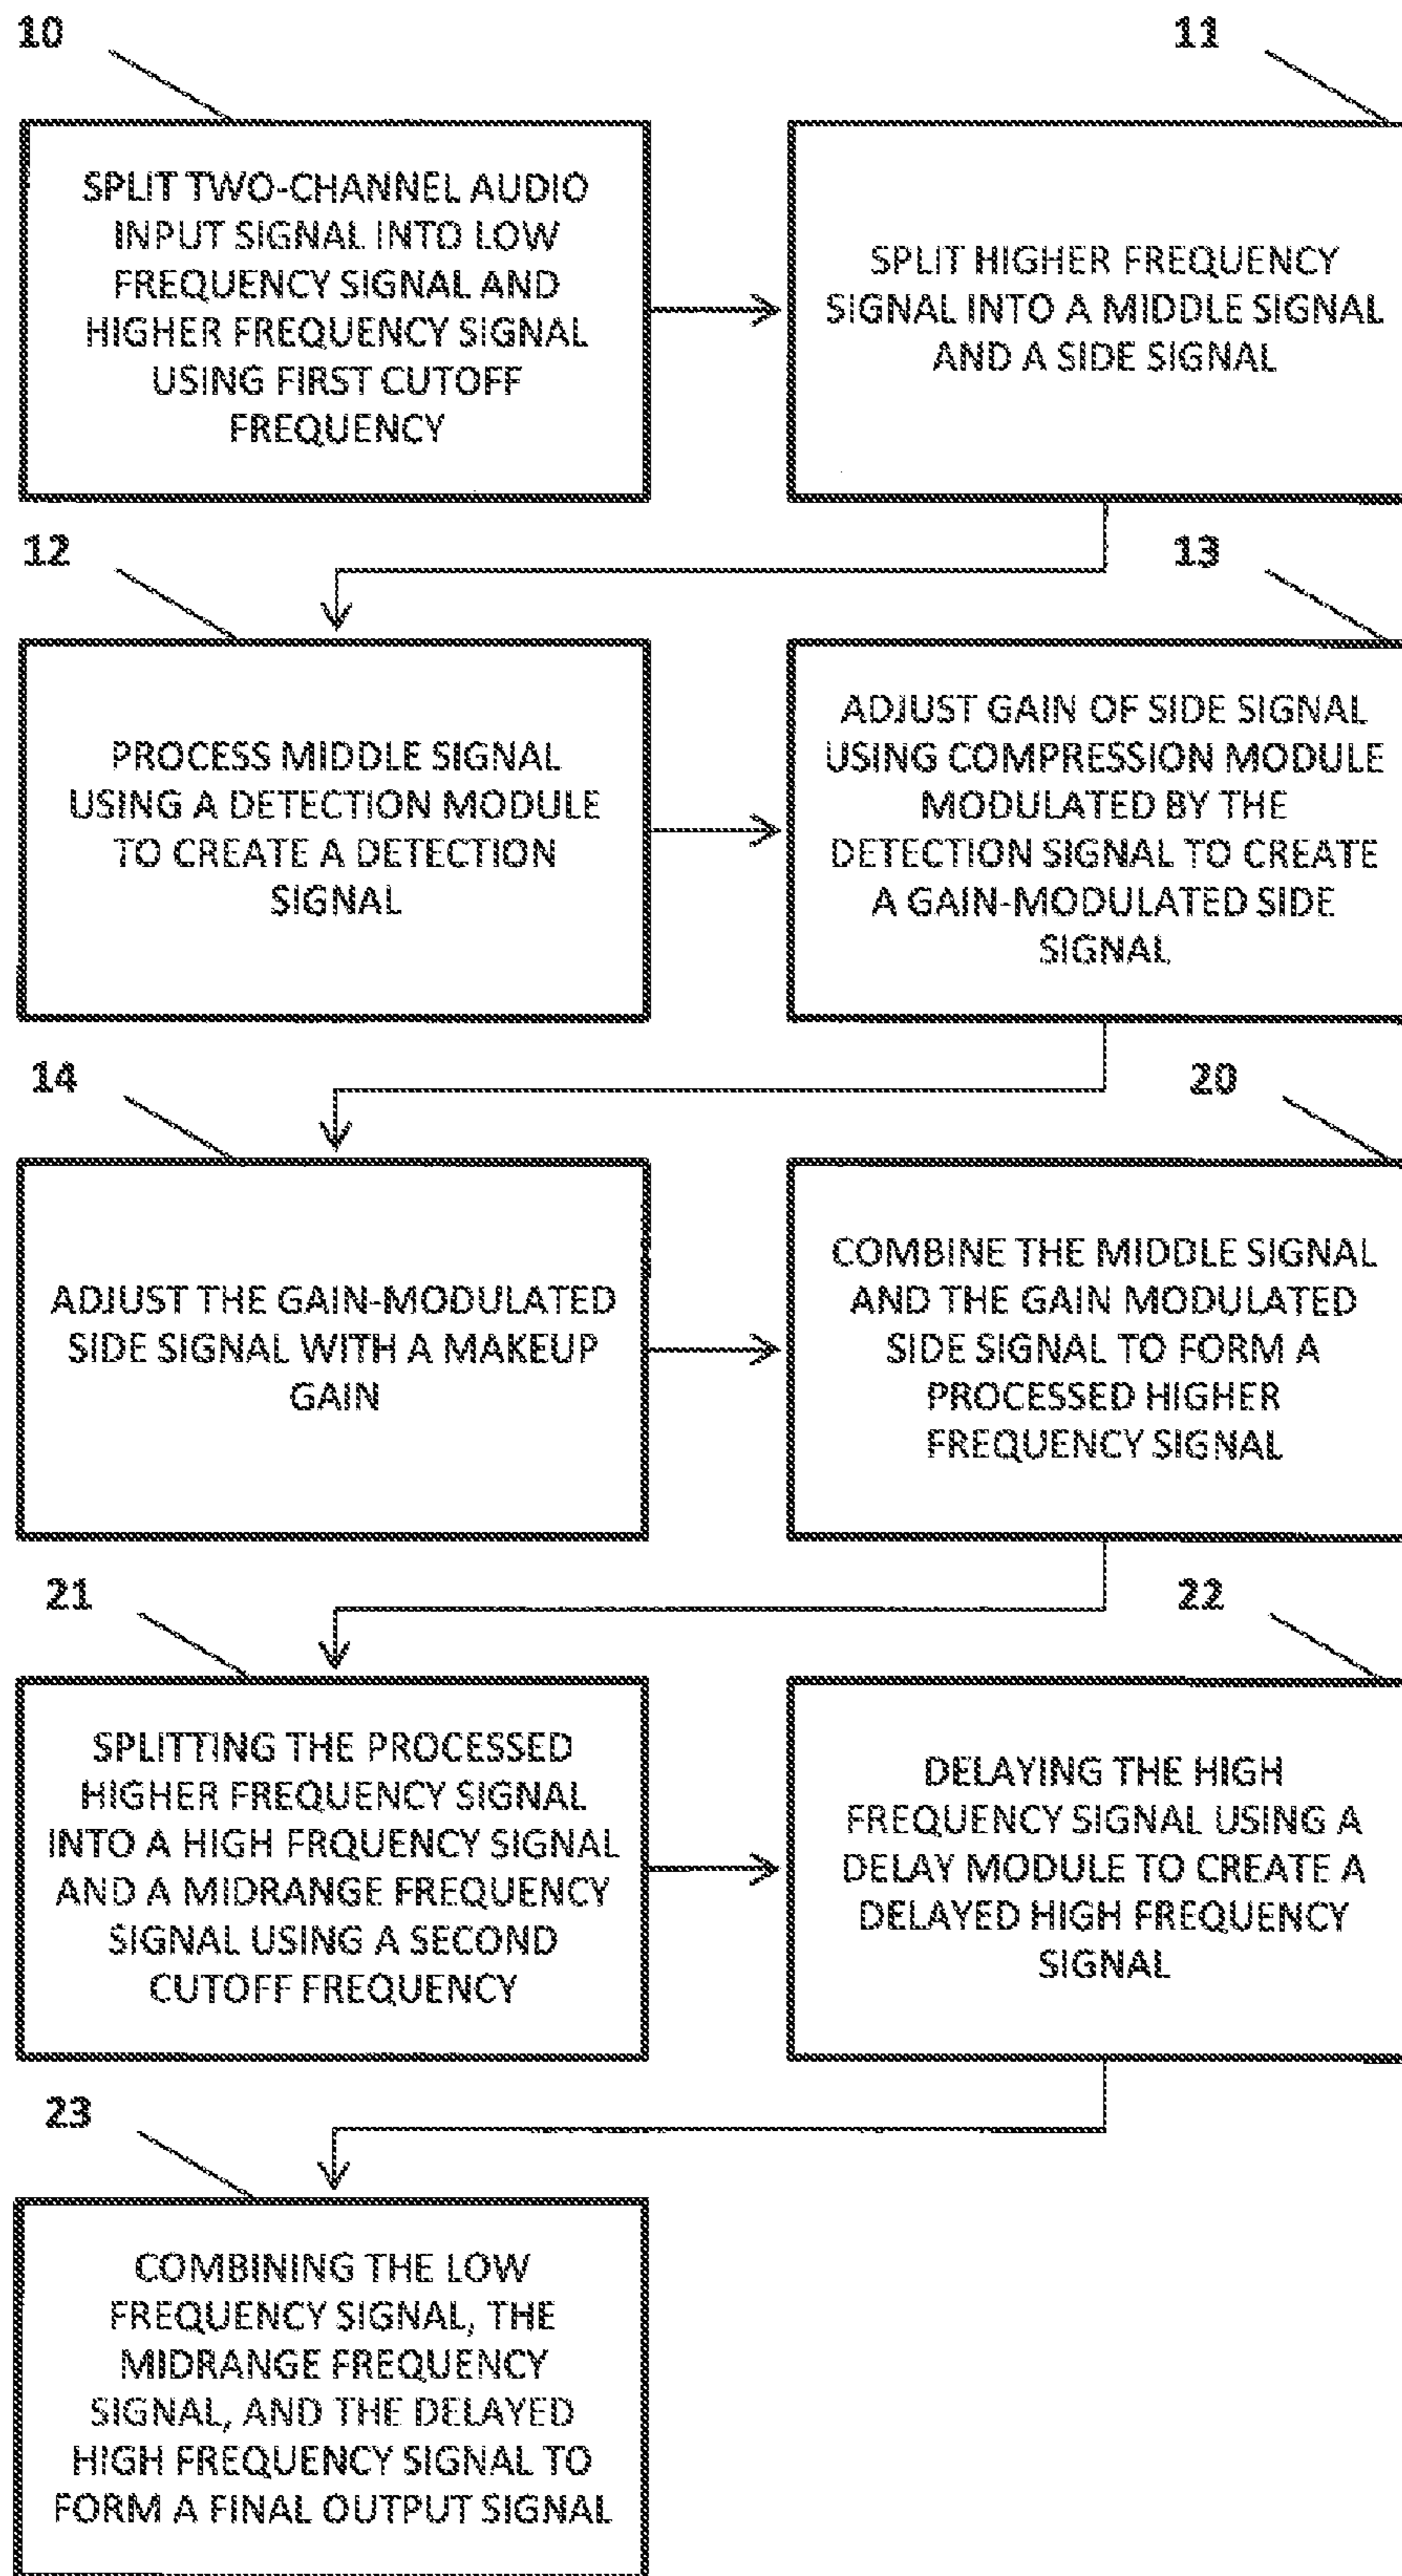 10
SPLIT TWO-CHANNEL AUDIO
INPUT SIGNAL INTO LOW
FREQUENCY SIGNAL AND
HIGHER FREQUENCY SIGNAL
USING FIRST CUTOFF
FREQUENCY
11
SPLIT HIGHER FREQUENCY
SIGNAL INTO A MIDDLE SIGNAL
AND A SIDE SIGNAL
12
PROCESS MIDDLE SIGNAL
USING A DETECTION MODULE
TO CREATE A DETECTION
SIGNAL
13
ADJUST GAIN OF SIDE SIGNAL
USING COMPRESSION MODULE
MODULATED BY THE
DETECTION SIGNAL TO CREATE
A GAIN-MODULATED SIDE
SIGNAL
14
ADJUST THE GAIN-MODULATED
SIDE SIGNAL WITH A MAKEUP
GAIN
20
COMBINE THE MIDDLE SIGNAL
AND THE GAIN MODULATED
SIDE SIGNAL TO FORM A
PROCESSED HIGHER
FREQUENCY SIGNAL
21
SPLITTING THE PROCESSED
HIGHER FREQUENCY SIGNAL
INTO A HIGH FRQUENCY SIGNAL
AND A MIDRANGE FREQUENCY
SIGNAL USING A SECOND
CUTOFF FREQUENCY
22
DELAYING THE HIGH
FREQUENCY SIGNAL USING A
DELAY MODULE TO CREATE A
DELAYED HIGH FREQUENCY
SIGNAL
23
COMBINING THE LOW
FREQUENCY SIGNAL, THE
MIDRANGE FREQUENCY
SIGNAL, AND THE DELAYED
HIGH FREQUENCY SIGNAL TO
FORM A FINAL OUTPUT SIGNAL